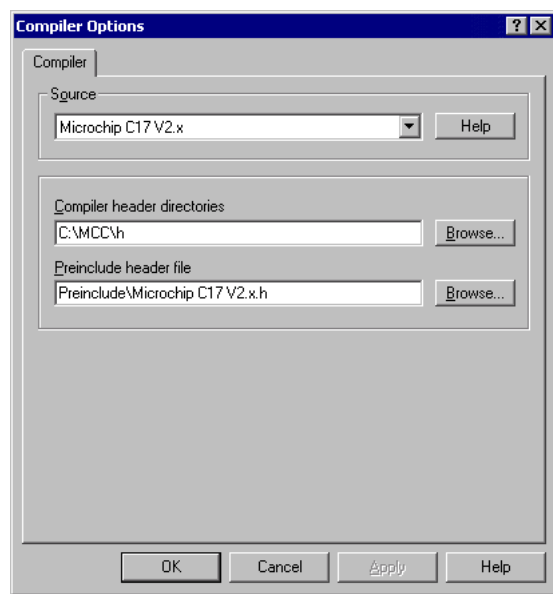 Compiler Options
Compiler
Source
Microchip C17 V2.x
Help
Compiler header directories
C:\MCC\h
Browse...
Preinclude header file
Preinclude\Microchip C17 V2.x.h
Browse...
OK Cancel Apply Help